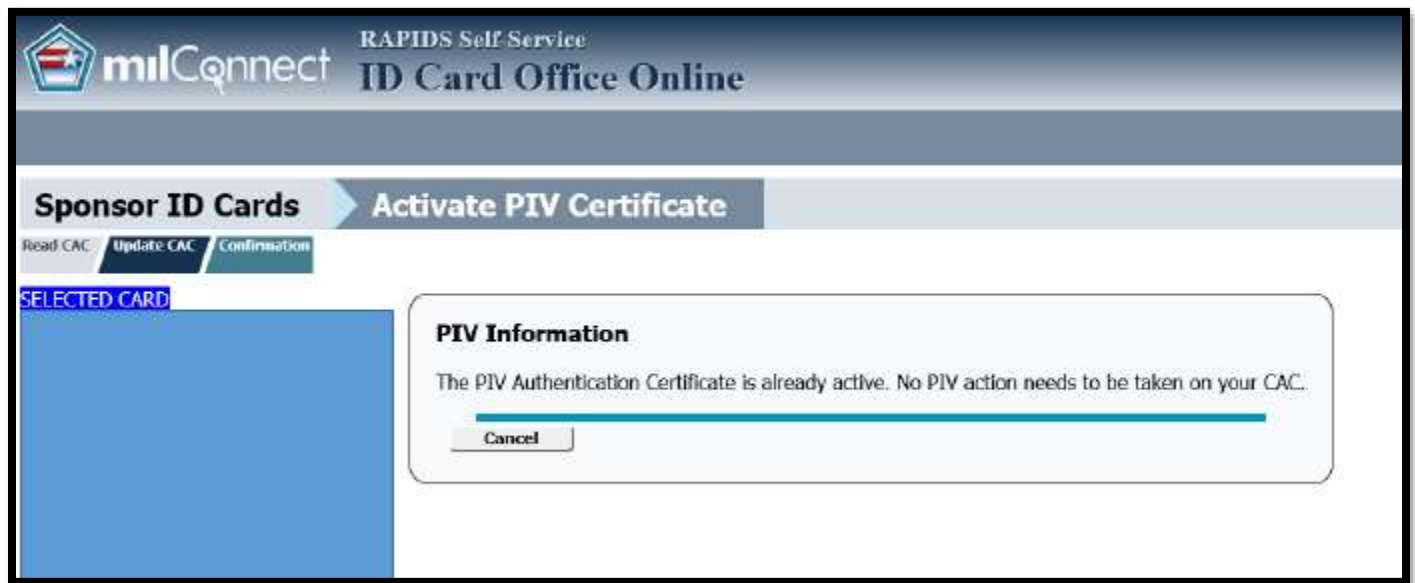 milConnect
RAPIDS Self Service
ID Card Office Online
Sponsor ID Cards
Activate PIV Certificate
Read CAC
Update CAC
Confirmation
SELECTED CARD
PIV Information
The PIV Authentication Certificate is already active. No PIV action needs to be taken on your CAC.
Cancel